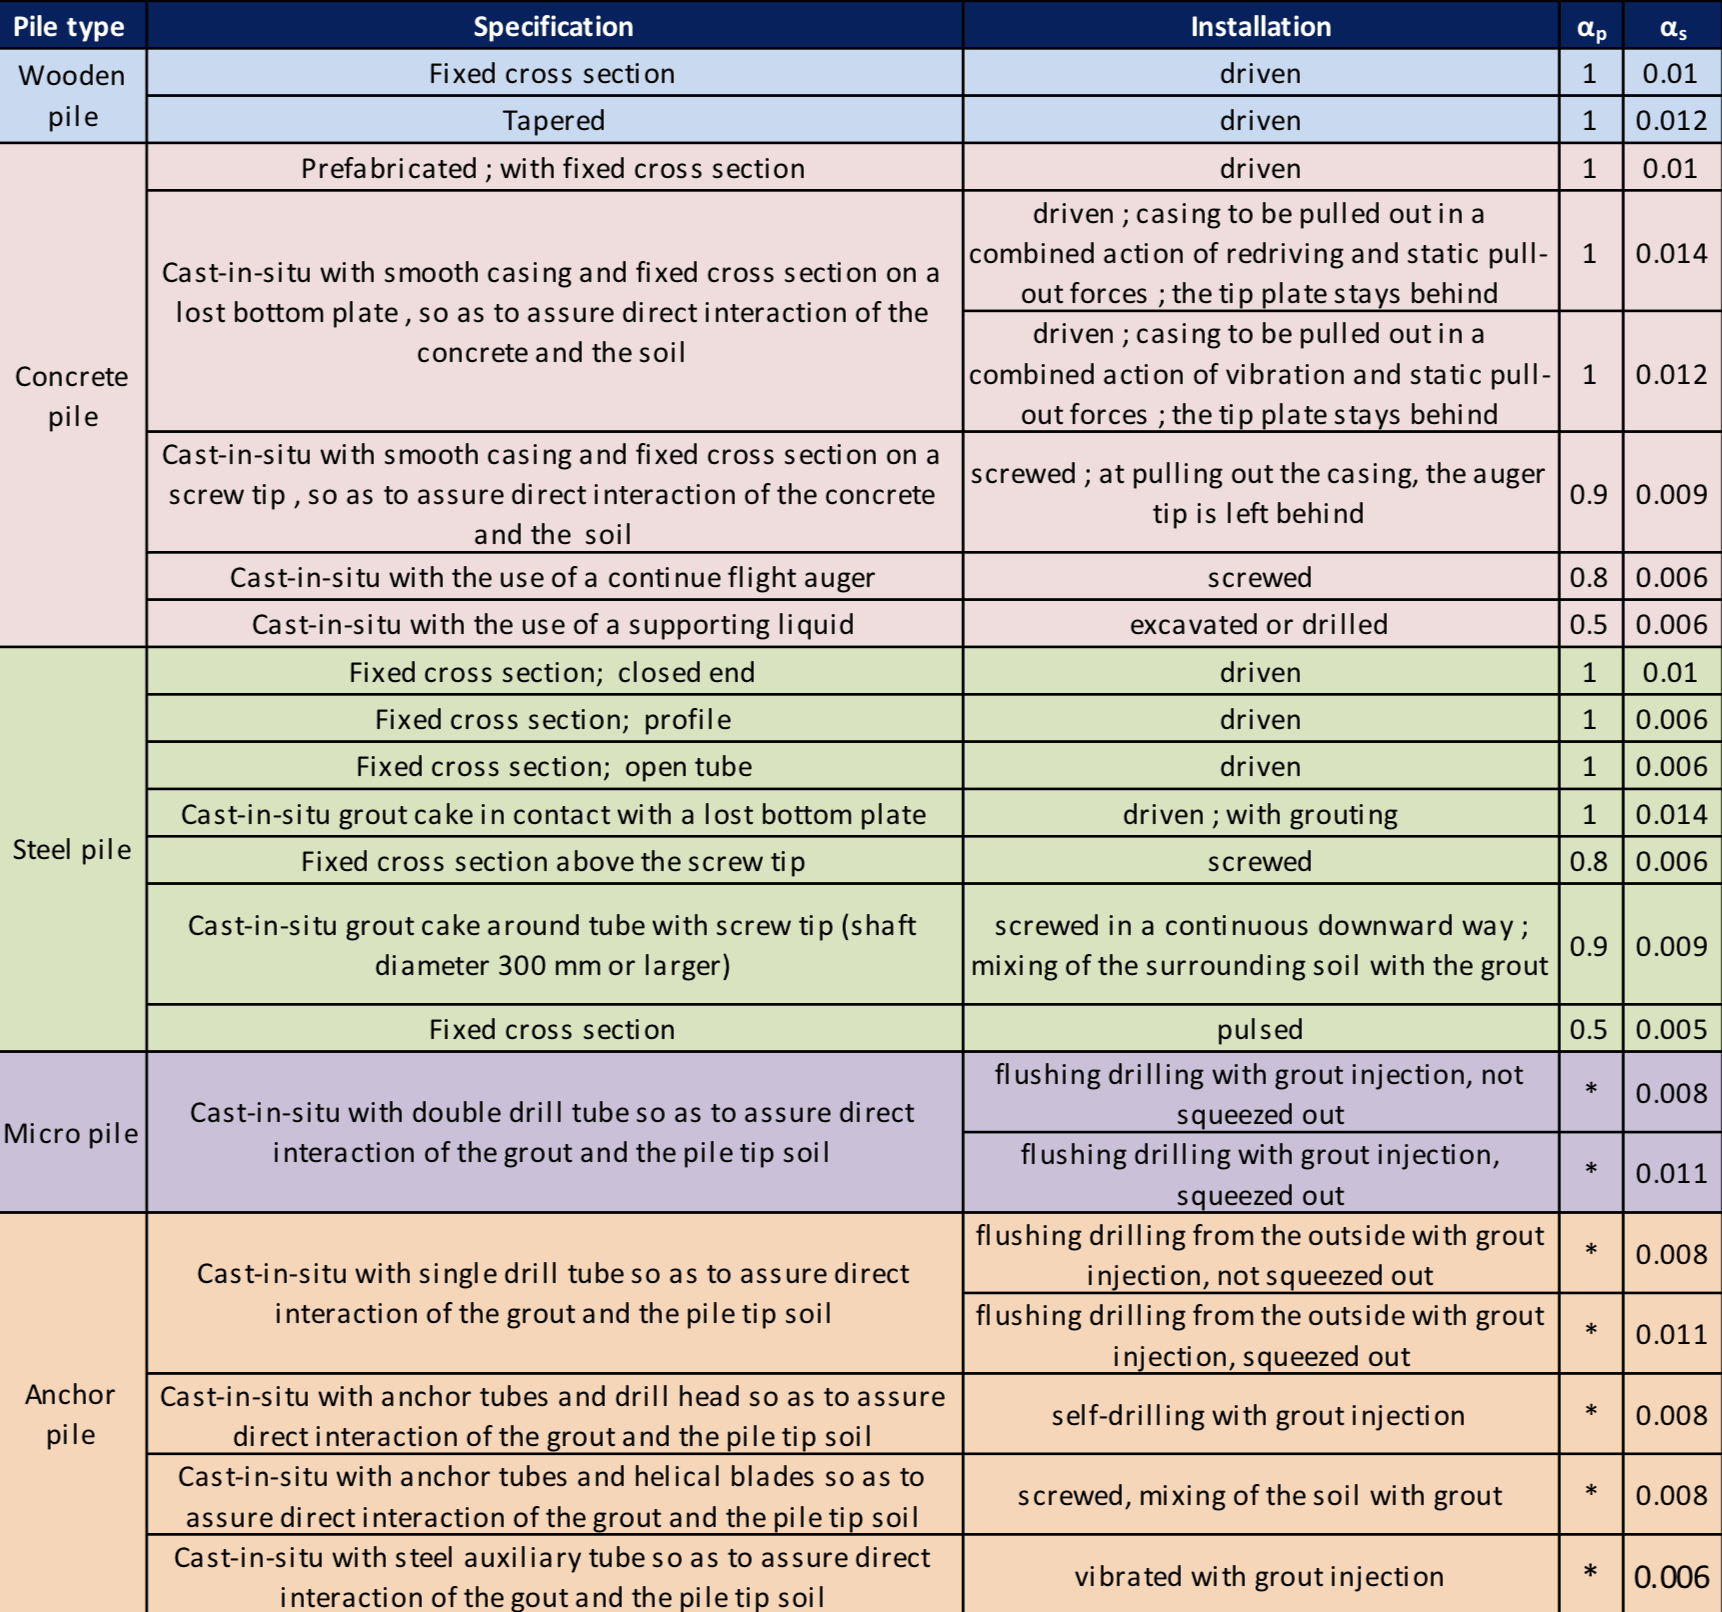 Pile type Specification Installation αp αs
Wooden
pile
Fixed cross section driven 1 0.01
Tapered driven 1 0.012
Concrete
pile
Prefabricated ; with fixed cross section driven 1 0.01
Cast-in-situ with smooth casing and fixed cross section on a
lost bottom plate , so as to assure direct interaction of the
concrete and the soil
driven ; casing to be pulled out in a
combined action of redriving and static pull-
out forces ; the tip plate stays behind
1 0.014
driven ; casing to be pulled out in a
combined action of vibration and static pull-
out forces ; the tip plate stays behind
1 0.012
Cast-in-situ with smooth casing and fixed cross section on a
screw tip , so as to assure direct interaction of the concrete
and the soil
screwed ; at pulling out the casing, the auger
tip is left behind
0.9 0.009
Cast-in-situ with the use of a continue flight auger screwed 0.8 0.006
Cast-in-situ with the use of a supporting liquid excavated or drilled 0.5 0.006
Steel pile
Fixed cross section; closed end driven 1 0.01
Fixed cross section; profile driven 1 0.006
Fixed cross section; open tube driven 1 0.006
Cast-in-situ grout cake in contact with a lost bottom plate driven ; with grouting 1 0.014
Fixed cross section above the screw tip screwed 0.8 0.006
Cast-in-situ grout cake around tube with screw tip (shaft
diameter 300 mm or larger)
screwed in a continuous downward way ;
mixing of the surrounding soil with the grout
0.9 0.009
Fixed cross section pulsed 0.5 0.005
Micro pile
Cast-in-situ with double drill tube so as to assure direct
interaction of the grout and the pile tip soil
flushing drilling with grout injection, not
squeezed out
* 0.008
flushing drilling with grout injection,
squeezed out
* 0.011
Anchor
pile
Cast-in-situ with single drill tube so as to assure direct
interaction of the grout and the pile tip soil
flushing drilling from the outside with grout
injection, not squeezed out
* 0.008
flushing drilling from the outside with grout
injection, squeezed out
* 0.011
Cast-in-situ with anchor tubes and drill head so as to assure
direct interaction of the grout and the pile tip soil
self-drilling with grout injection
* 0.008
Cast-in-situ with anchor tubes and helical blades so as to
assure direct interaction of the grout and the pile tip soil
screwed, mixing of the soil with grout
* 0.008
Cast-in-situ with steel auxiliary tube so as to assure direct
interaction of the gout and the pile tip soil
vibrated with grout injection
* 0.006